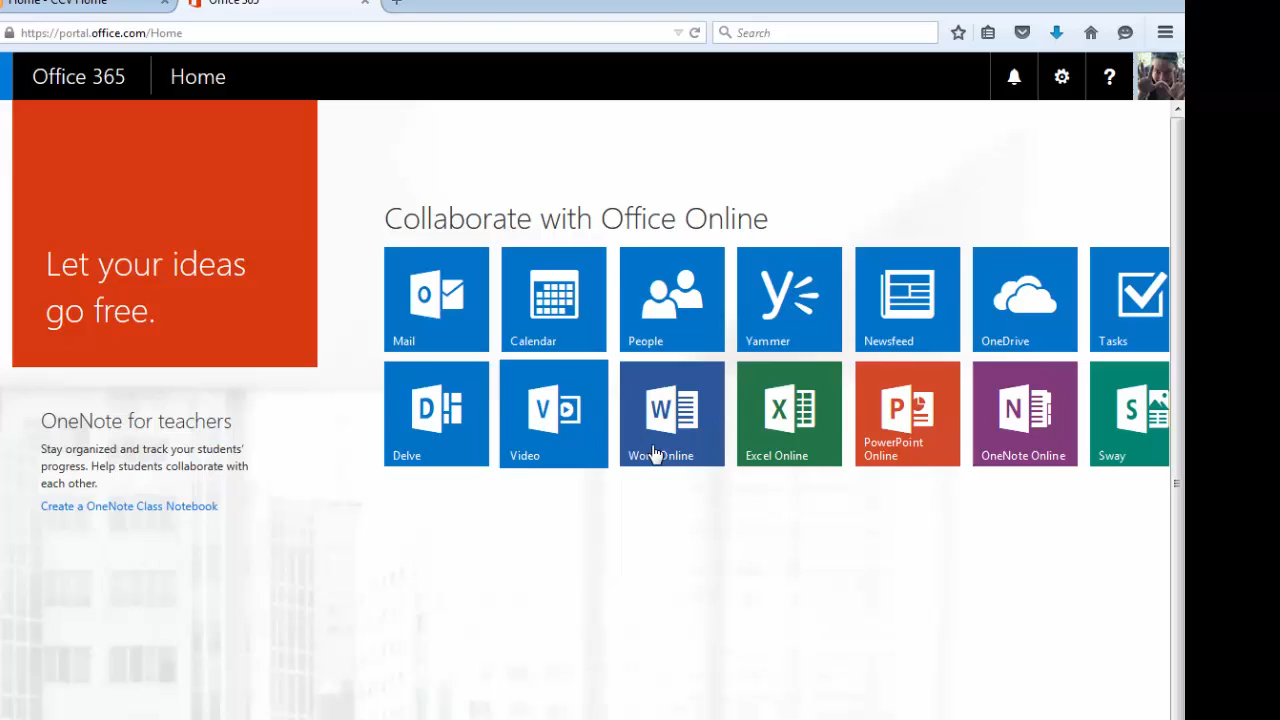 Home - CCV Home
Office 365
https://portal.office.com/Home
Search
Office 365
Home
Let your ideas
go free.
Collaborate with Office Online
Mail
Calendar
People
Yammer
Newsfeed
OneDrive
Tasks
Delve
Video
Word Online
Excel Online
PowerPoint
Online
OneNote Online
Sway
OneNote for teachers
Stay organized and track your students'
progress. Help students collaborate with
each other.
Create a OneNote Class Notebook